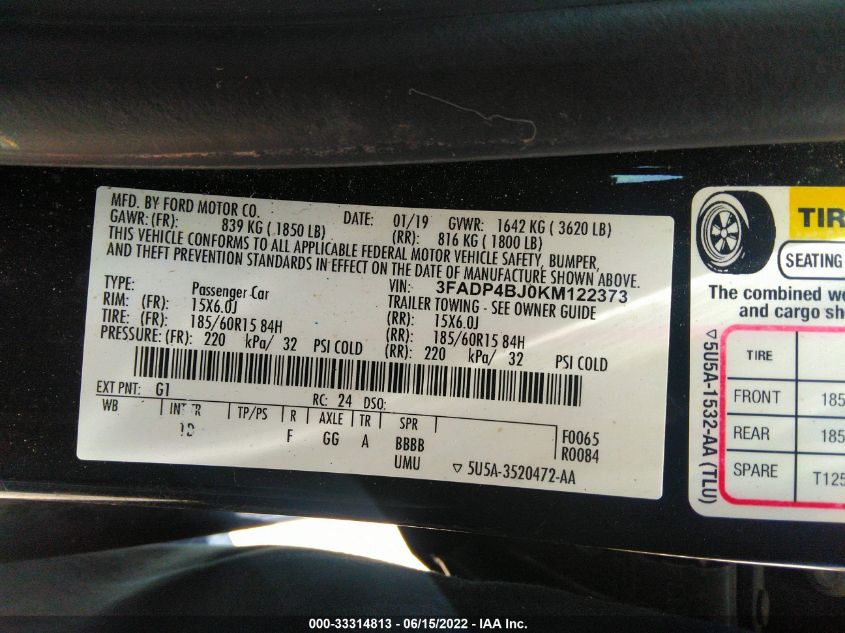 MFD. BY FORD MOTOR CO. DATE: 01/19 GVWR: 1642 KG ( 3620 LB)
GAWR: (FR): 839 KG ( 1850 LB) (RR): 816 KG ( 1800 LB)
THIS VEHICLE CONFORMS TO ALL APPLICABLE FEDERAL MOTOR VEHICLE SAFETY, BUMPER,
AND THEFT PREVENTION STANDARDS IN EFFECT ON THE DATE OF MANUFACTURE SHOWN ABOVE.
VIN: 3FADP4BJ0KM122373
TYPE: Passenger Car TRAILER TOWING - SEE OWNER GUIDE
RIM: (FR): 15X6.0J (RR): 15X6.0J
TIRE: (FR): 185/60R15 84H (RR): 185/60R15 84H
PRESSURE: (FR): 220 kPa/ 32 PSI COLD (RR): 220 kPa/ 32 PSI COLD
EXT PNT: G1 RC: 24 DSO:
WB INT TR TP/PS R AXLE TR SPR
F GG A BBBB F0065
UMU R0084
▽ 5U5A-3520472-AA
TIR
SEATING
The combined we
and cargo sho
TIRE
FRONT 185
REAR 185
SPARE T125
▽5U5A-1532-AA (TLU)
000-33314813 - 06/15/2022 - IAA Inc.